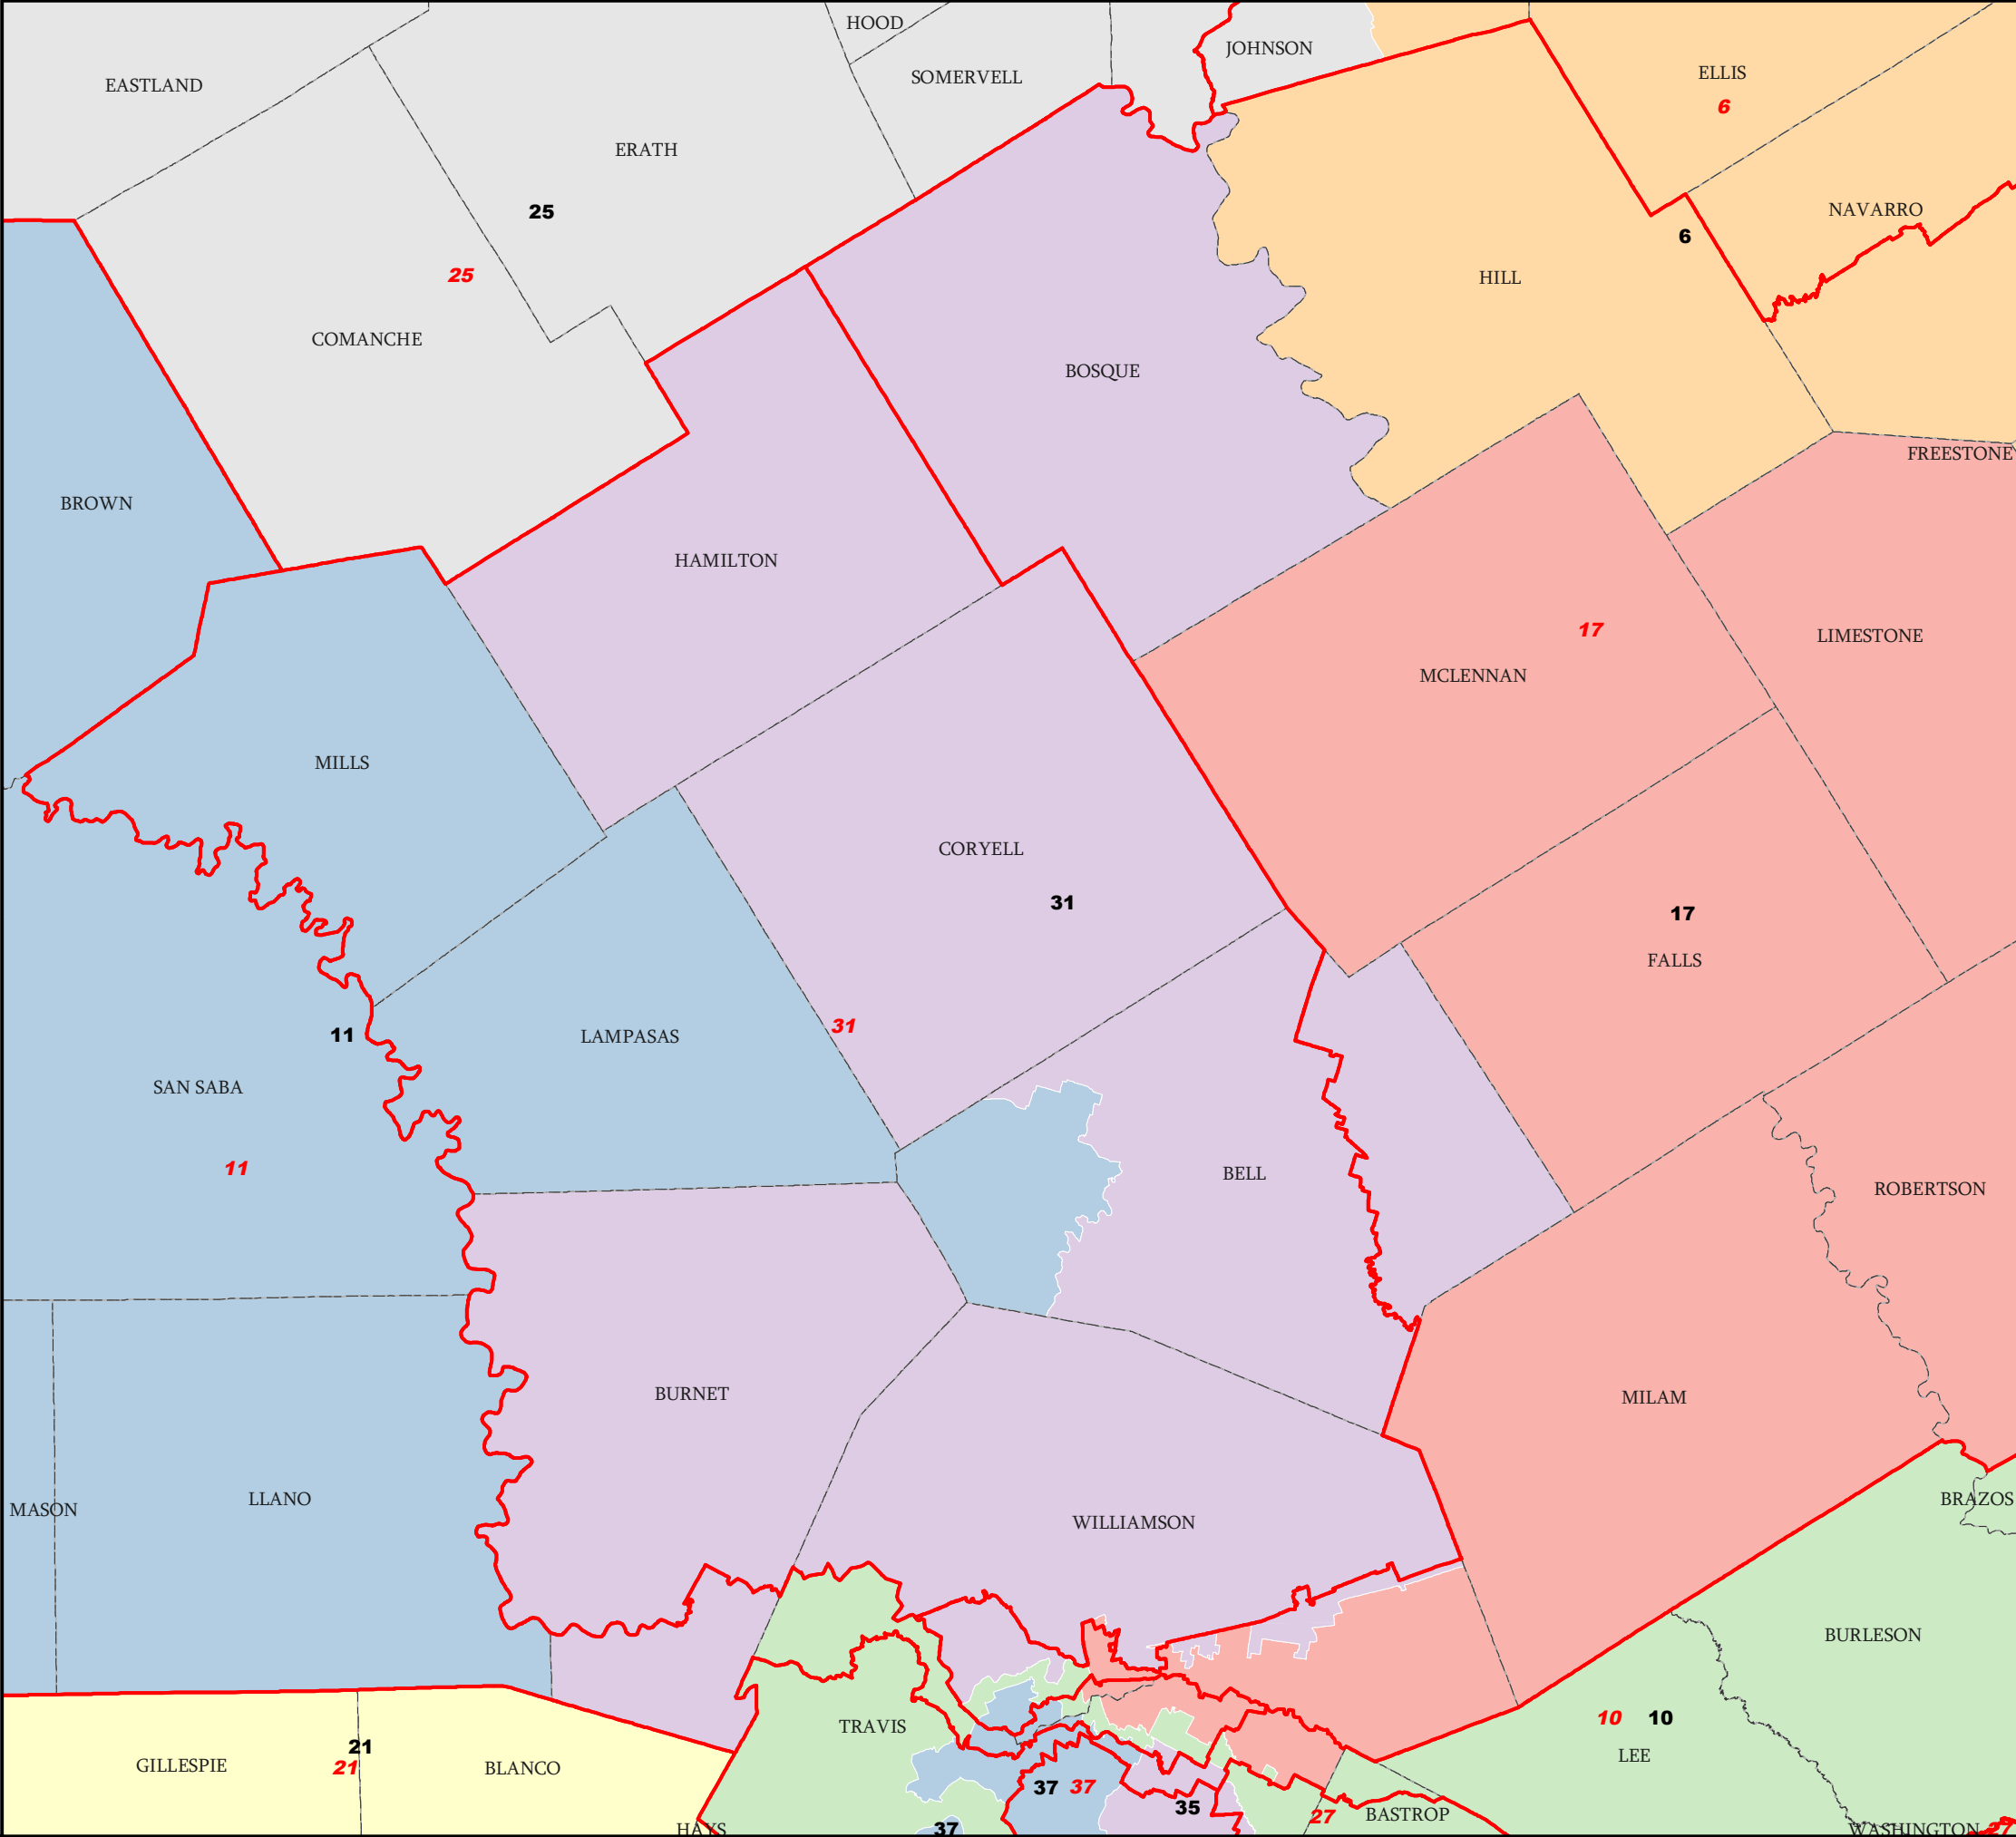 HOOD
JOHNSON
ELLIS
SOMERVELL
EASTLAND
6
ERATH
25
NAVARRO
6
25
HILL
COMANCHE
BOSQUE
FREESTONE
BROWN
HAMILTON
17
LIMESTONE
MCLENNAN
MILLS
CORYELL
31
17
FALLS
31
11
LAMPASAS
SAN SABA
11
BELL
ROBERTSON
BURNET
MILAM
LLANO
BRAZOS
MASON
WILLIAMSON
BURLESON
10
10
TRAVIS
21
LEE
GILLESPIE
21
BLANCO
37
37
35
27
BASTROP
HAYS
37
WASHINGTON
27